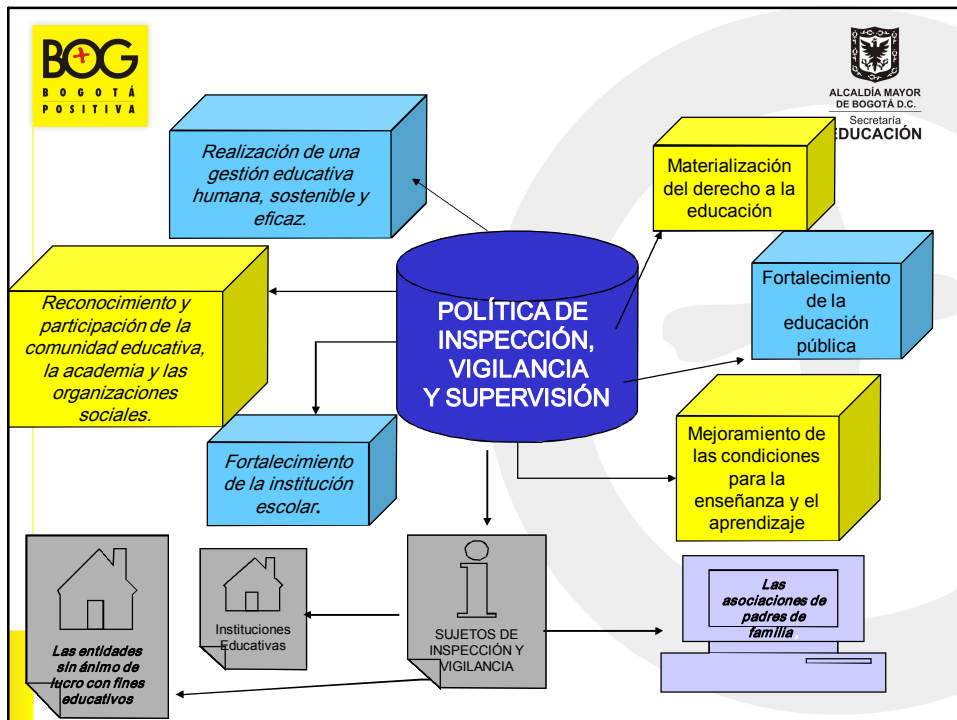 BOG
BOGOTÁ
POSITIVA
ALCALDÍA MAYOR
DE BOGOTÁ D.C.
Secretaría
EDUCACIÓN
Realización de una
gestión educativa
humana, sostenible y
eficaz.
Materialización
del derecho a la
educación
Reconocimiento y
participación de la
comunidad educativa,
la academia y las
organizaciones
sociales.
POLÍTICA DE
INSPECCIÓN,
VIGILANCIA
Y SUPERVISIÓN
Fortalecimiento
de la
educación
pública
Fortalecimiento
de la institución
escolar.
Mejoramiento de
las condiciones
para la
enseñanza y el
aprendizaje
Las entidades
sin ánimo de
lucro con fines
educativos
Instituciones
Educativas
SUJETOS DE
INSPECCIÓN Y
VIGILANCIA
Las
asociaciones de
padres de
familia